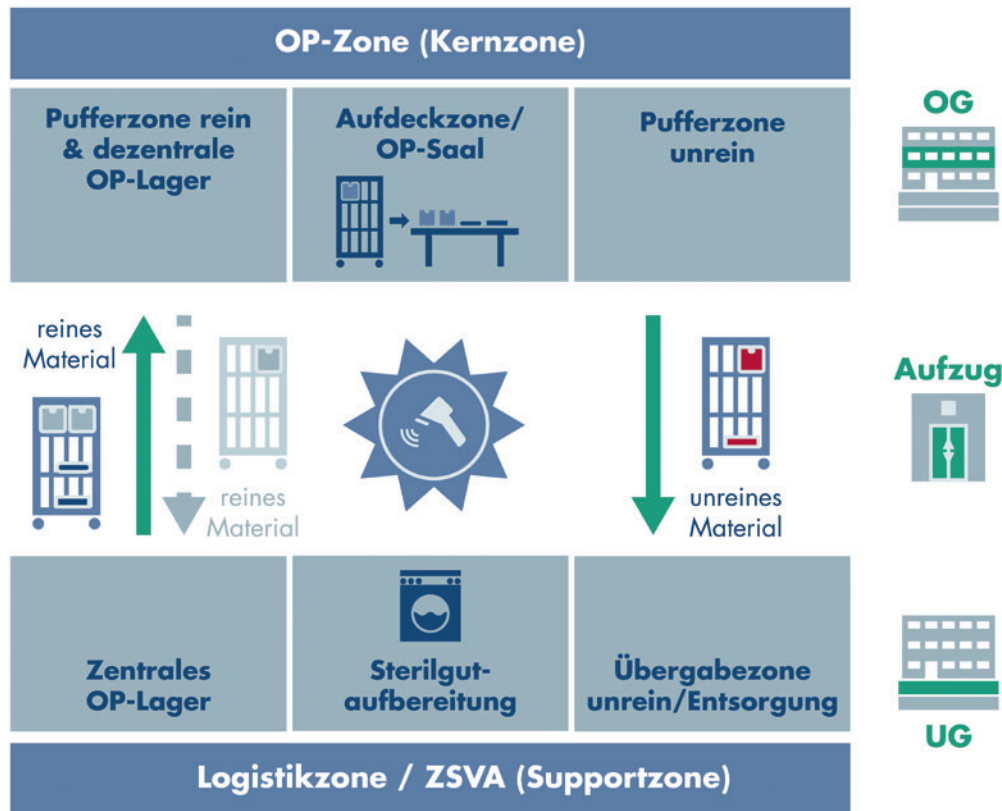 OP-Zone (Kernzone)
Pufferzone rein
& dezentrale
OP-Lager
Aufdeckzone/
OP-Saal
Pufferzone
unrein
OG
reines
Material
reines
Material
unreines
Material
Aufzug
Zentrales
OP-Lager
Sterilgut-
aufbereitung
Übergabezone
unrein/Entsorgung
UG
Logistikzone / ZSVA (Supportzone)